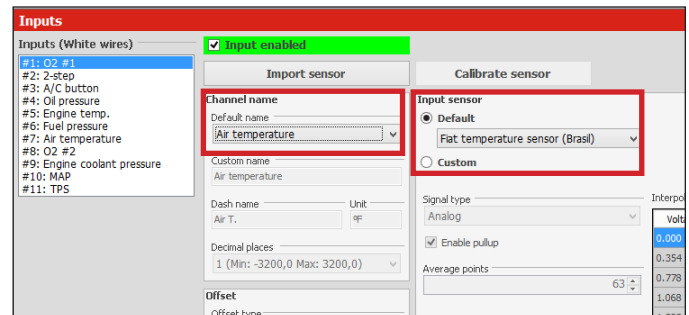 Inputs
Inputs (White wires)
#1: O2 #1
#2: 2-step
#3: A/C button
#4: Oil pressure
#5: Engine temp.
#6: Fuel pressure
#7: Air temperature
#8: O2 #2
#9: Engine coolant pressure
#10: MAP
#11: TPS
Input enabled
Import sensor
Calibrate sensor
Channel name
Default name
Air temperature
Custom name
Air temperature
Dash name
Unit
Air T.
ºF
Decimal places
1 (Min: -3200,0 Max: 3200,0)
Offset
Offset type
Input sensor
Default
Fiat temperature sensor (Brasil)
Custom
Signal type
Analog
Enable pullup
Average points
63
Interpol
Volta
0.000
0.354
0.778
1.068